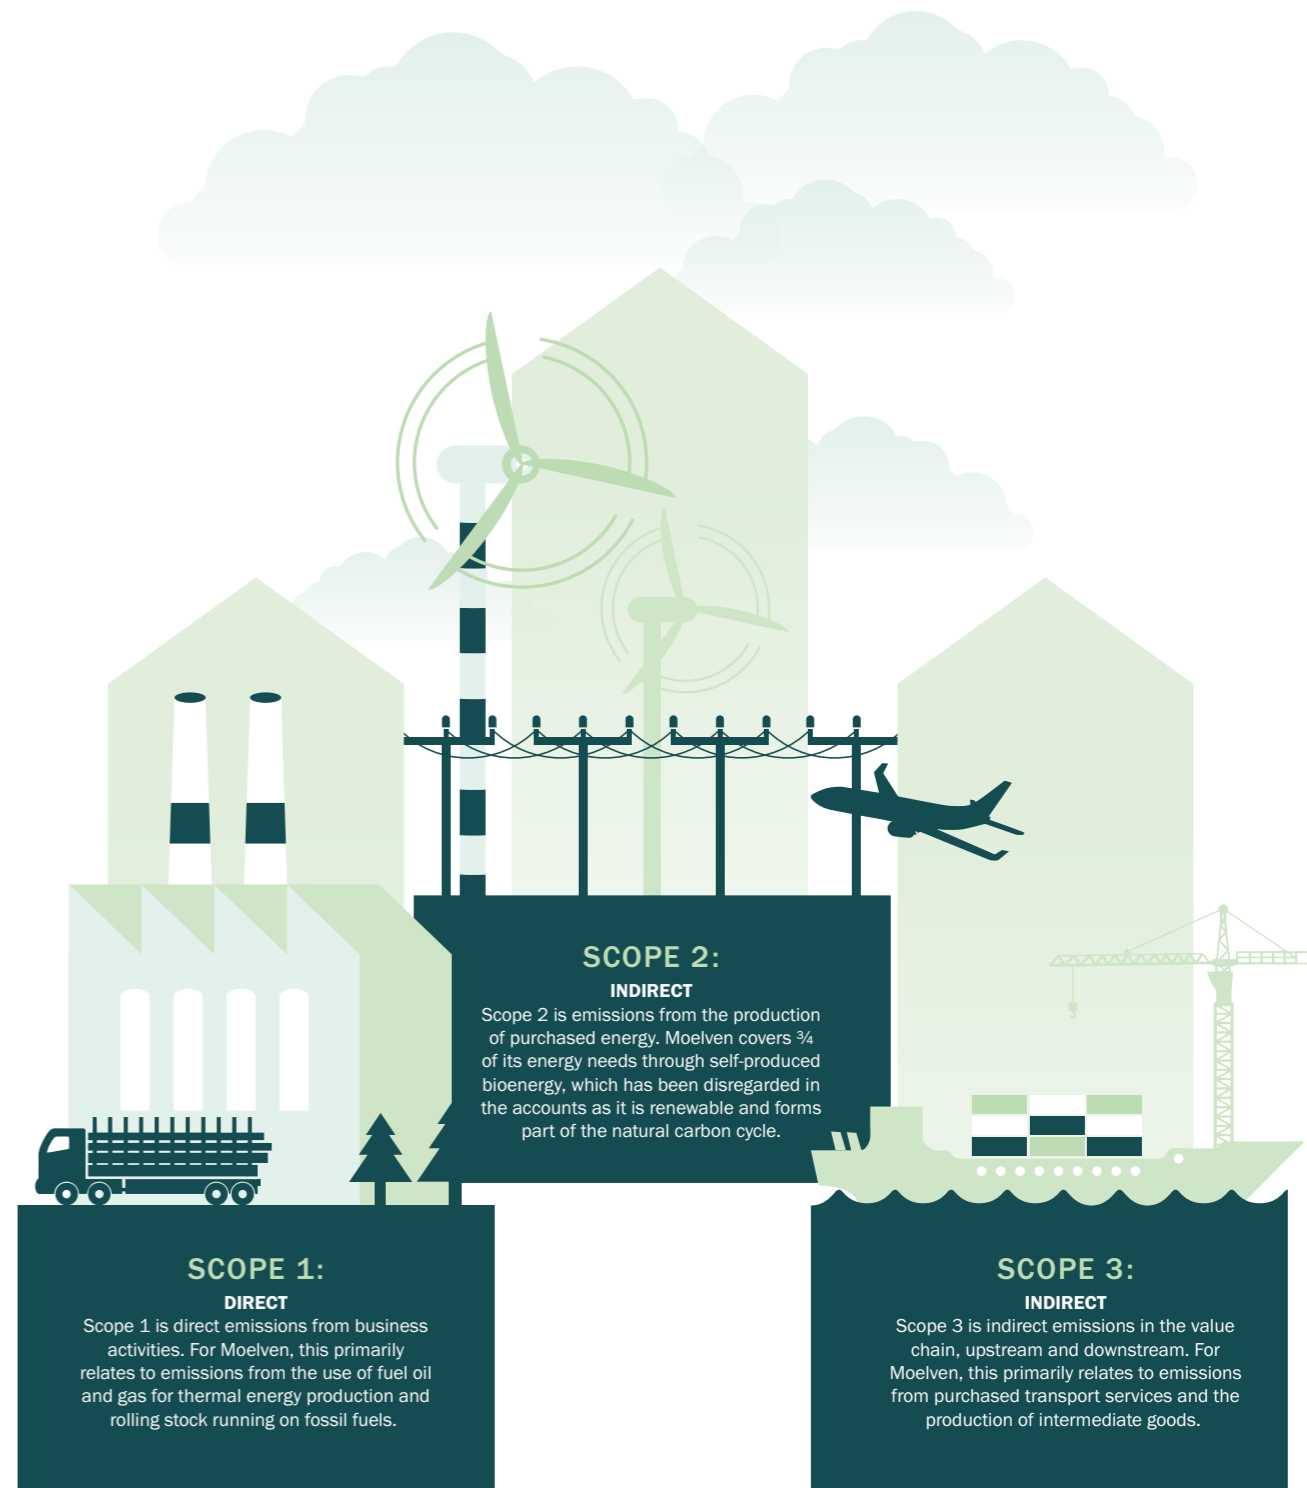 SCOPE 2:
INDIRECT
Scope 2 is emissions from the production
of purchased energy. Moelven covers ¾
of its energy needs through self-produced
bioenergy, which has been disregarded in
the accounts as it is renewable and forms
part of the natural carbon cycle.
SCOPE 1:
DIRECT
Scope 1 is direct emissions from business
activities. For Moelven, this primarily
relates to emissions from the use of fuel oil
and gas for thermal energy production and
rolling stock running on fossil fuels.
SCOPE 3:
INDIRECT
Scope 3 is indirect emissions in the value
chain, upstream and downstream. For
Moelven, this primarily relates to emissions
from purchased transport services and the
production of intermediate goods.